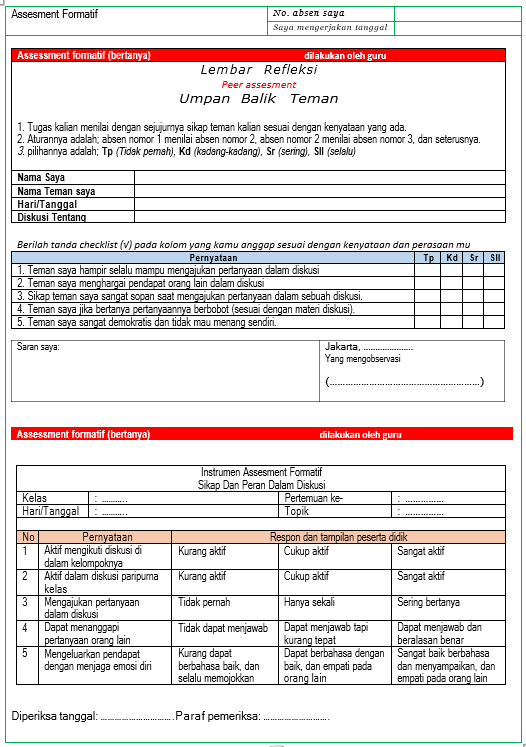 Assesment Formatif
No. absen saya
Saya mengerjakan tanggal
Assessment formatif (bertanya) dilakukan oleh guru
Lembar Refleksi
Peer assesment
Umpan Balik Teman
1. Tugas kalian menilai dengan sejujurnya sikap teman kalian sesuai dengan kenyataan yang ada.
2. Aturannya adalah; absen nomor 1 menilai absen nomor 2, absen nomor 2 menilai absen nomor 3, dan seterusnya.
3. pilihannya adalah; Tp (Tidak pernah), Kd (kadang-kadang), Sr (sering), Sll (selalu)
Nama Saya
Nama Teman saya
Hari/Tanggal
Diskusi Tentang
Berilah tanda checklist (√) pada kolom yang kamu anggap sesuai dengan kenyataan dan perasaan mu
Pernyataan Tp Kd Sr Sll
1. Teman saya hampir selalu mampu mengajukan pertanyaan dalam diskusi
2. Teman saya menghargai pendapat orang lain dalam diskusi
3. Sikap teman saya sangat sopan saat mengajukan pertanyaan dalam sebuah diskusi.
4. Teman saya jika bertanya pertanyaannya berbobot (sesuai dengan materi diskusi).
5. Teman saya sangat demokratis dan tidak mau menang sendiri.
Saran saya:
Jakarta, ....................
Yang mengobservasi
(......................................................)
Assessment formatif (bertanya) dilakukan oleh guru
Instrumen Assesment Formatif
Sikap Dan Peran Dalam Diskusi
Kelas : .......... Pertemuan ke- : ...............
Hari/Tanggal : .......... Topik : ...............
No Pernyataan Respon dan tampilan peserta didik
1 Aktif mengikuti diskusi di dalam kelompoknya Kurang aktif Cukup aktif Sangat aktif
2 Aktif dalam diskusi paripurna kelas Kurang aktif Cukup aktif Sangat aktif
3 Mengajukan pertanyaan dalam diskusi Tidak pernah Hanya sekali Sering bertanya
4 Dapat menanggapi pertanyaan orang lain Tidak dapat menjawab Dapat menjawab tapi kurang tepat Dapat menjawab dan beralasan benar
5 Mengeluarkan pendapat dengan menjaga emosi diri Kurang dapat berbahasa baik, dan selalu memojokkan Dapat berbahasa dengan baik, dan empati pada orang lain Sangat baik berbahasa dan menyampaikan, dan empati pada orang lain
Diperiksa tanggal: ............................ Paraf pemeriksa: .........................